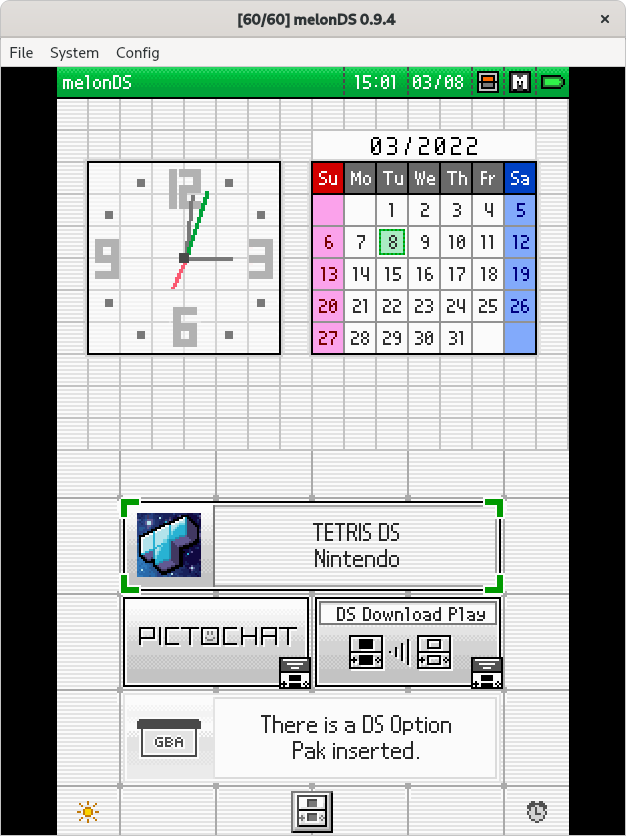 [60/60] melonDS 0.9.4
File System Config
melonDS 15:01 03/08 M
03/2022
12
9 3
6
Su Mo Tu We Th Fr Sa
1 2 3 4 5
6 7 8 9 10 11 12
13 14 15 16 17 18 19
20 21 22 23 24 25 26
27 28 29 30 31
TETRIS DS
Nintendo
PICTOCHAT
DS Download Play
GBA
There is a DS Option
Pak inserted.